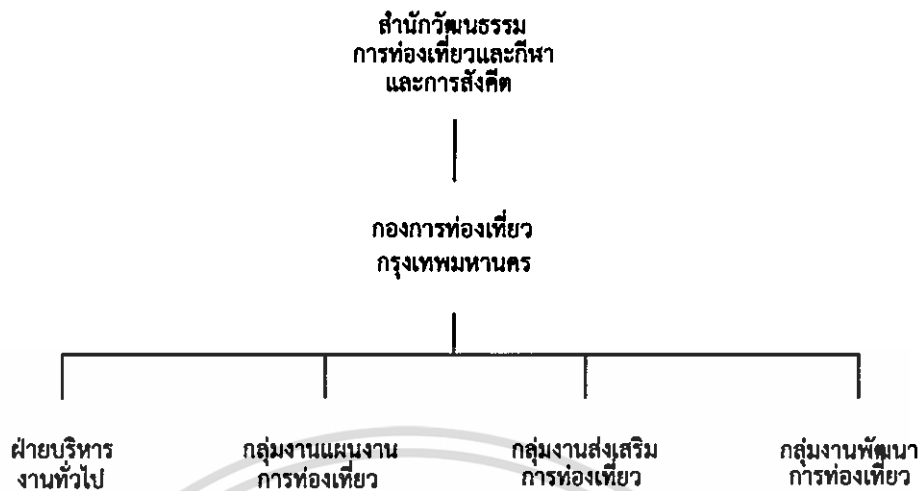 สำนักวัฒนธรรม
การท่องเที่ยวและกีฬา
และการสังคีต
กองการท่องเที่ยว
กรุงเทพมหานคร
ฝ่ายบริหาร
งานทั่วไป
กลุ่มงานแผนงาน
การท่องเที่ยว
กลุ่มงานส่งเสริม
การท่องเที่ยว
กลุ่มงานพัฒนา
การท่องเที่ยว